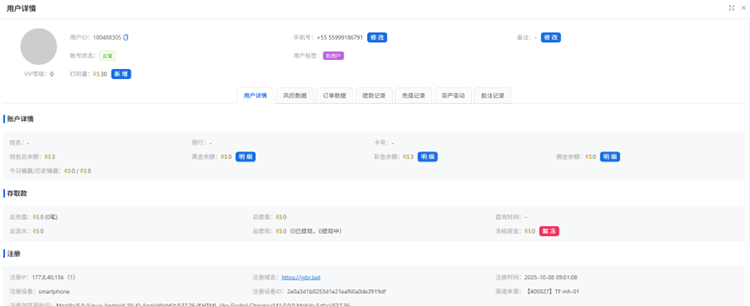 用户详情
用户ID: 100488305
手机号: +55 55999186791 修改
备注: - 修改
账号状态: 正常
用户标签: 新用户
VIP等级: 0
打码量: R$30 新增
用户详情 风控数据 订单数据 提款记录 充值记录 资产变动 投注记录
账户详情
姓名: -
银行: -
卡号: -
钱包总余额: R$3
真金余额: R$0 明细
彩金余额: R$3 明细
佣金余额: R$0 明细
今日输赢/历史输赢: R$0 / R$0
存取款
总充值: R$0 (0笔)
总提差: R$0
首充时间: -
总流水: R$0
总提现: R$0 (0已提现, 0提现中)
冻结资金: R$0 解冻
注册
注册IP: 177.8.40.156 (1)
注册域名:
注册时间: 2025-10-08 09:01:08
注册设备: smartphone
注册设备ID: 2e0a3d1b0253d1e21eaf60a0de3919df
渠道来源: 【400027】TF mh-01